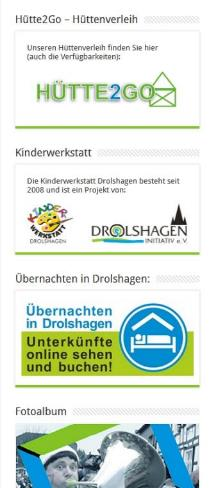 Hütte2Go – Hüttenverleih
Unseren Hüttenverleih finden Sie hier
(auch die Verfügbarkeiten):
HÜTTE2GO
Kinderwerkstatt
Die Kinderwerkstatt Drolshagen besteht seit
2008 und ist ein Projekt von:
KINDER
WERKSTATT
DROLSHAGEN
DROLSHAGEN
INITIATIV e.V.
Übernachten in Drolshagen:
Übernachten
in Drolshagen
Unterkünfte
online sehen
und buchen!
Fotoalbum